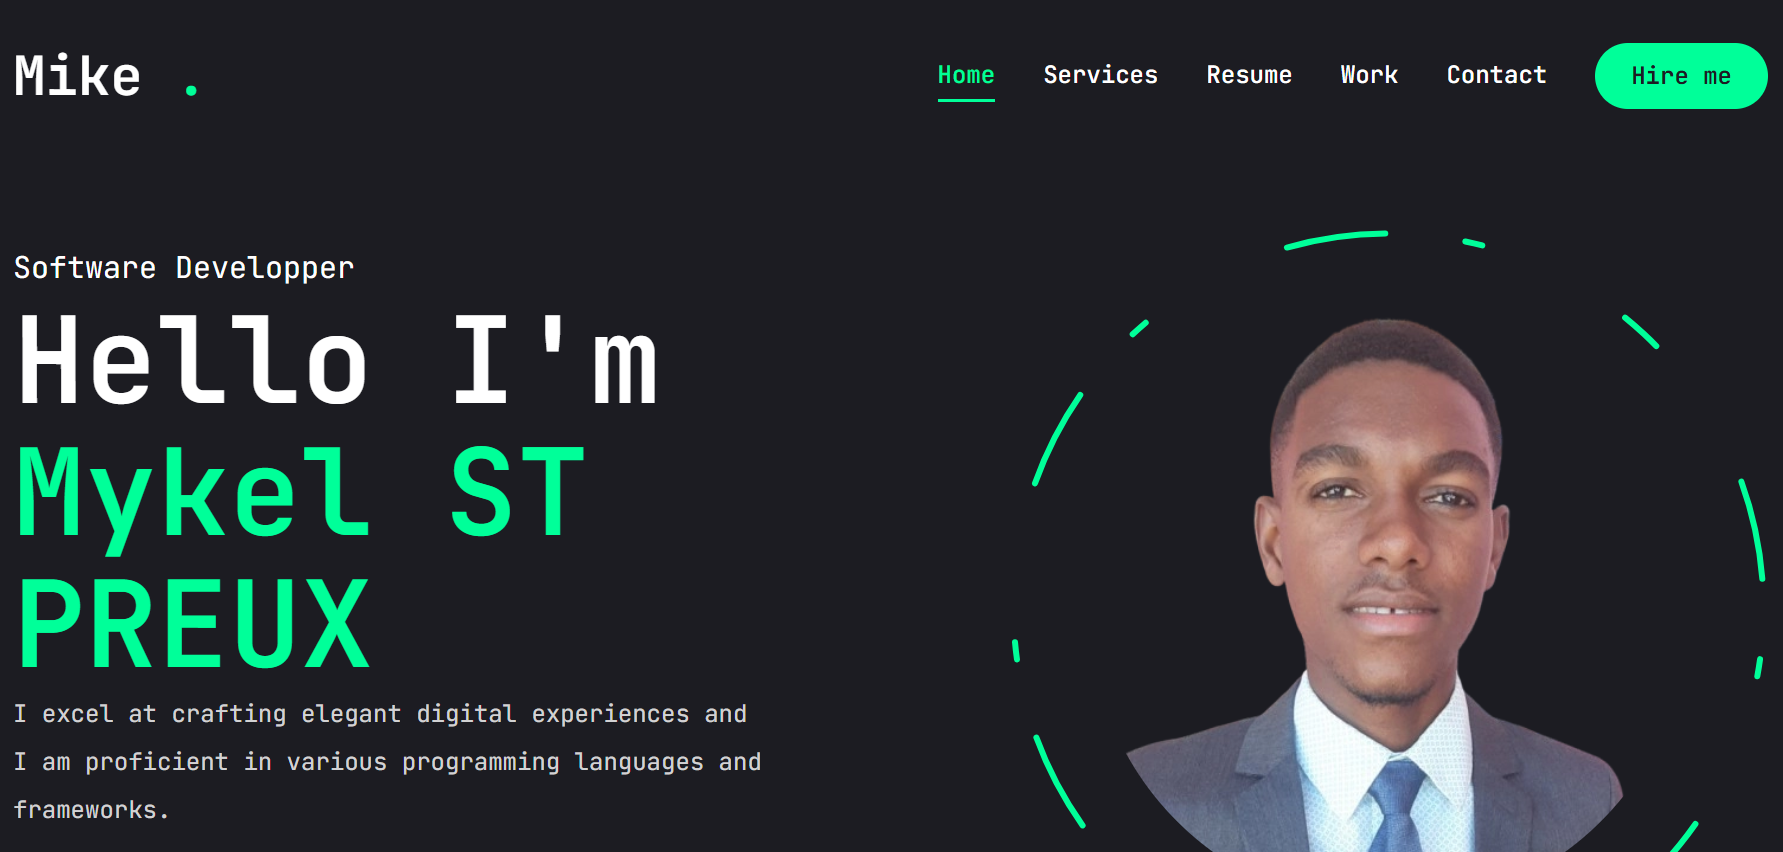 Mike .
Home Services Resume Work Contact Hire me
Software Developper
Hello I'm
Mykel ST
PREUX
I excel at crafting elegant digital experiences and
I am proficient in various programming languages and
frameworks.